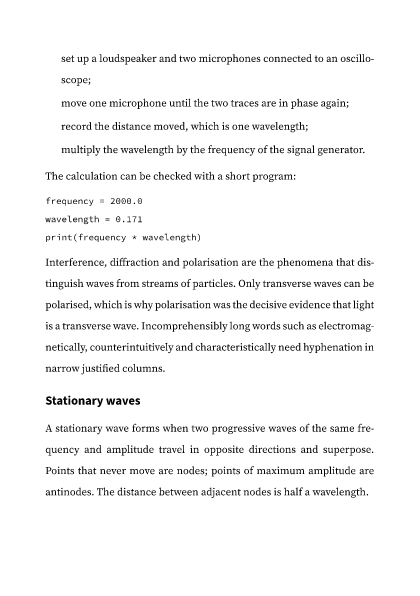 set up a loudspeaker and two microphones connected to an oscillo-
scope;
move one microphone until the two traces are in phase again;
record the distance moved, which is one wavelength;
multiply the wavelength by the frequency of the signal generator.
The calculation can be checked with a short program:
frequency = 2000.0
wavelength = 0.171
print(frequency * wavelength)
Interference, diffraction and polarisation are the phenomena that dis-
tinguish waves from streams of particles. Only transverse waves can be
polarised, which is why polarisation was the decisive evidence that light
is a transverse wave. Incomprehensibly long words such as electromag-
netically, counterintuitively and characteristically need hyphenation in
narrow justified columns.
Stationary waves
A stationary wave forms when two progressive waves of the same fre-
quency and amplitude travel in opposite directions and superpose.
Points that never move are nodes; points of maximum amplitude are
antinodes. The distance between adjacent nodes is half a wavelength.